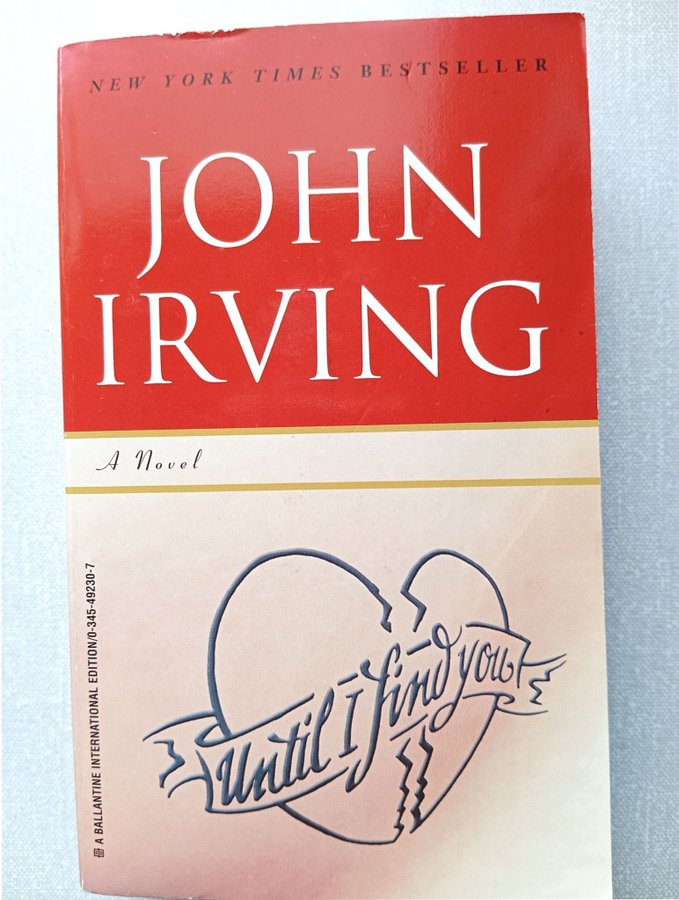 NEW YORK TIMES BESTSELLER
JOHN
IRVING
A Novel
until I find you
A BALLANTINE INTERNATIONAL EDITION/0-345-49230-7